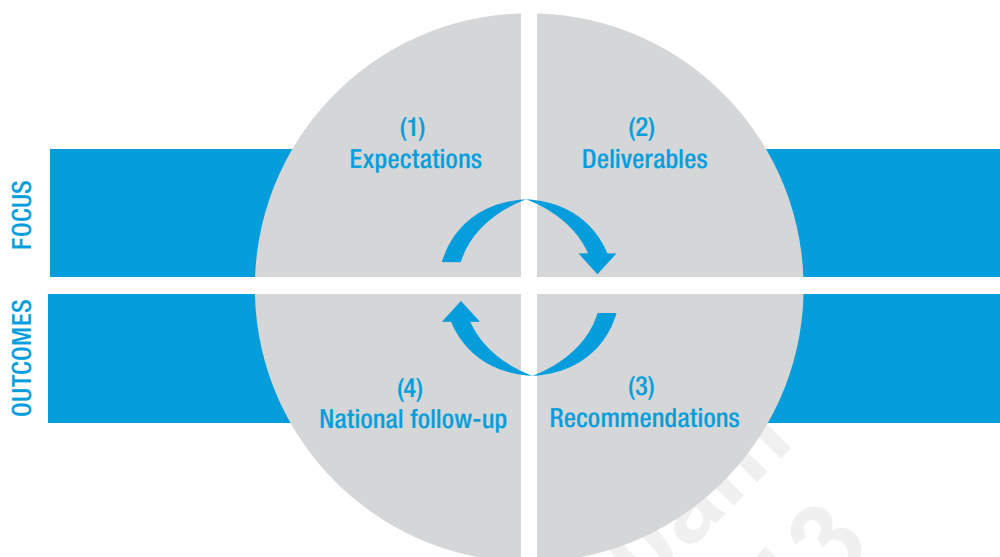 (1)
Expectations
(2)
Deliverables
FOCUS
OUTCOMES
(4)
National follow-up
(3)
Recommendations